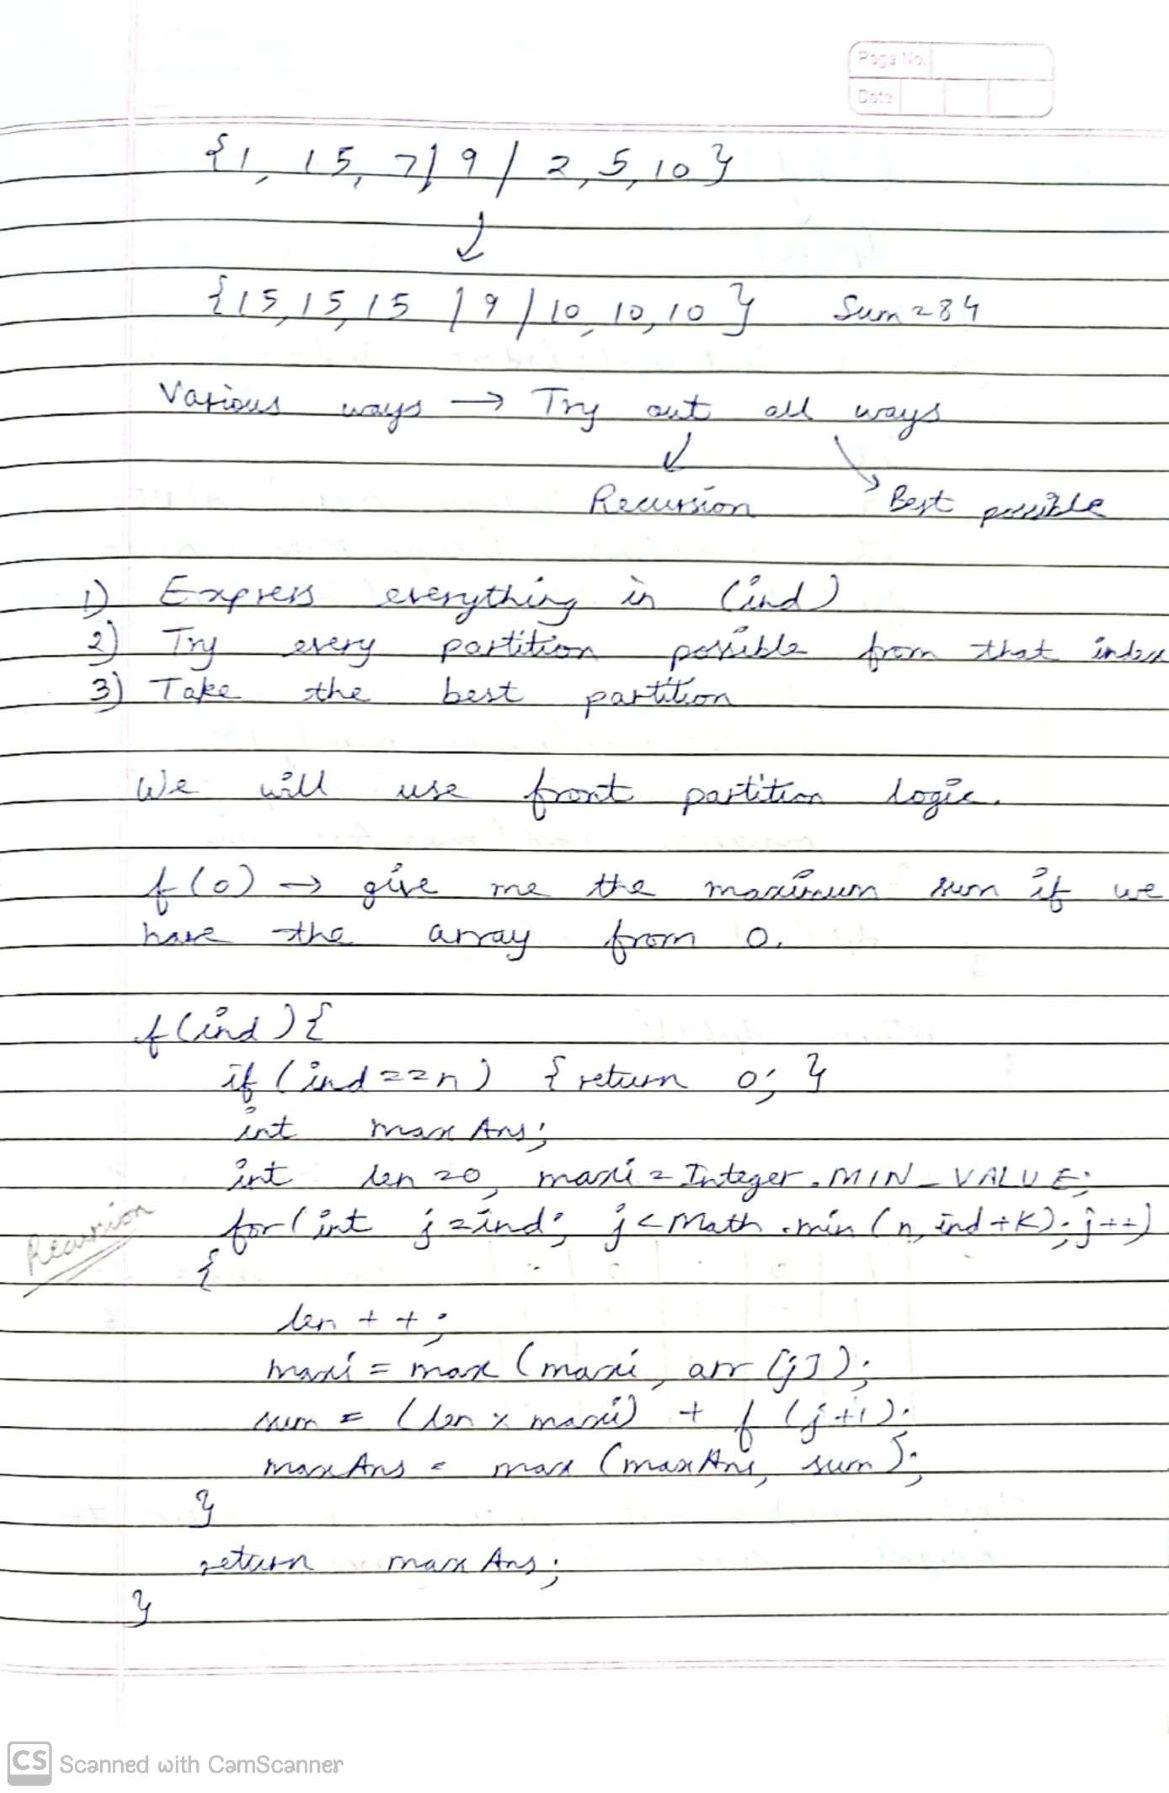 Page No.
Date
{1, 15, 7/ 9 / 2, 5, 10}
↓
{15, 15, 15 / 9 / 10, 10, 10} Sum = 84
Various ways → Try out all ways
Recursion Best possible
1) Express everything in (ind)
2) Try every partition possible from that index
3) Take the best partition
We will use front partition logic.
f(0) → give me the maximum sum if we
have the array from 0.
f(ind) {
if (ind == n) { return 0; }
int maxAns;
int len = 0, maxi = Integer.MIN_VALUE;
Recursion
for (int j = ind; j < Math.min(n, ind + K); j++)
{
len ++;
maxi = max (maxi, arr[j]);
sum = (len x maxi) + f (j+1);
maxAns = max (maxAns, sum);
}
return maxAns;
}
CS Scanned with CamScanner